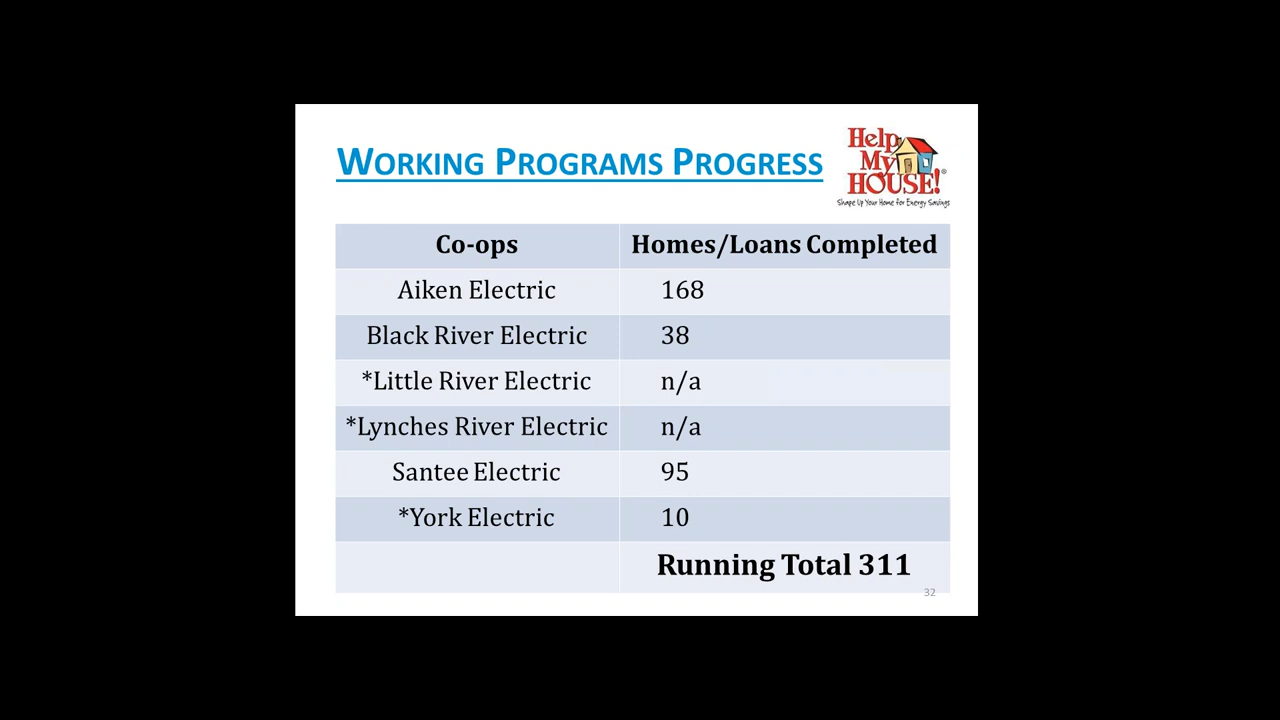 WORKING PROGRAMS PROGRESS
Help
My
HOUSE!®
Shape Up Your Home for Energy Savings
Co-ops Homes/Loans Completed
Aiken Electric 168
Black River Electric 38
*Little River Electric n/a
*Lynches River Electric n/a
Santee Electric 95
*York Electric 10
Running Total 311
32